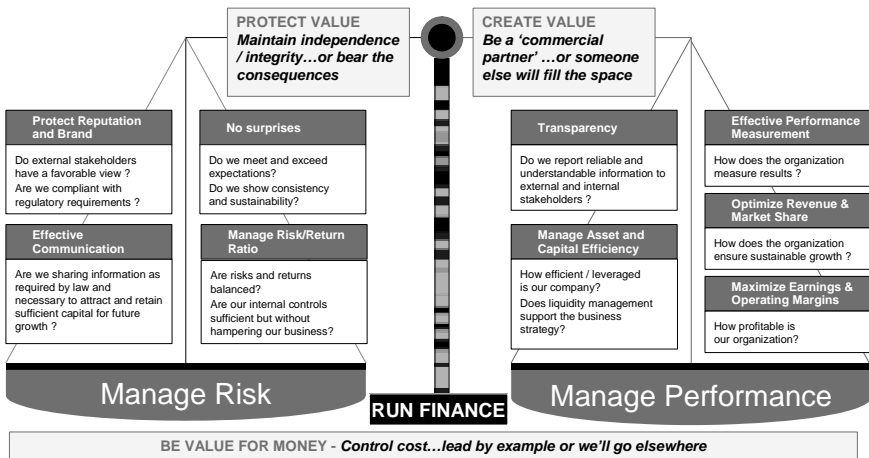 PROTECT VALUE
Maintain independence
/ integrity…or bear the
consequences
CREATE VALUE
Be a ‘commercial
partner’ …or someone
else will fill the space
Protect Reputation
and Brand
Do external stakeholders
have a favorable view ?
Are we compliant with
regulatory requirements ?
No surprises
Do we meet and exceed
expectations?
Do we show consistency
and sustainability?
Effective
Communication
Are we sharing information as
required by law and
necessary to attract and retain
sufficient capital for future
growth ?
Manage Risk/Return
Ratio
Are risks and returns
balanced?
Are our internal controls
sufficient but without
hampering our business?
Manage Risk
RUN FINANCE
Transparency
Do we report reliable and
understandable information to
external and internal
stakeholders ?
Manage Asset and
Capital Efficiency
How efficient / leveraged
is our company?
Does liquidity management
support the business
strategy?
Effective Performance
Measurement
How does the organization
measure results ?
Optimize Revenue &
Market Share
How does the organization
ensure sustainable growth ?
Maximize Earnings &
Operating Margins
How profitable is
our organization?
Manage Performance
BE VALUE FOR MONEY - Control cost…lead by example or we’ll go elsewhere